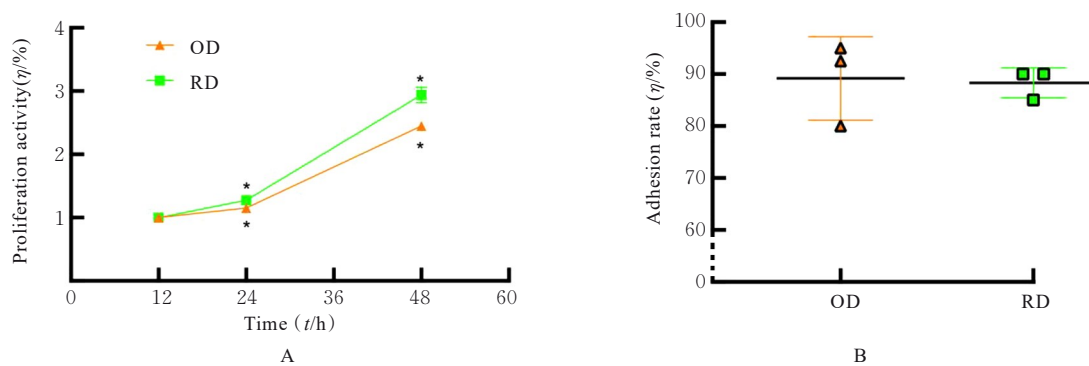 Proliferation activity(η/%)
4
3
2
1
OD
RD
*
*
*
*
0 12 24 36 48 60
Time (t/h)
A
Adhesion rate (η/%)
100
90
80
70
60
0
OD RD
B